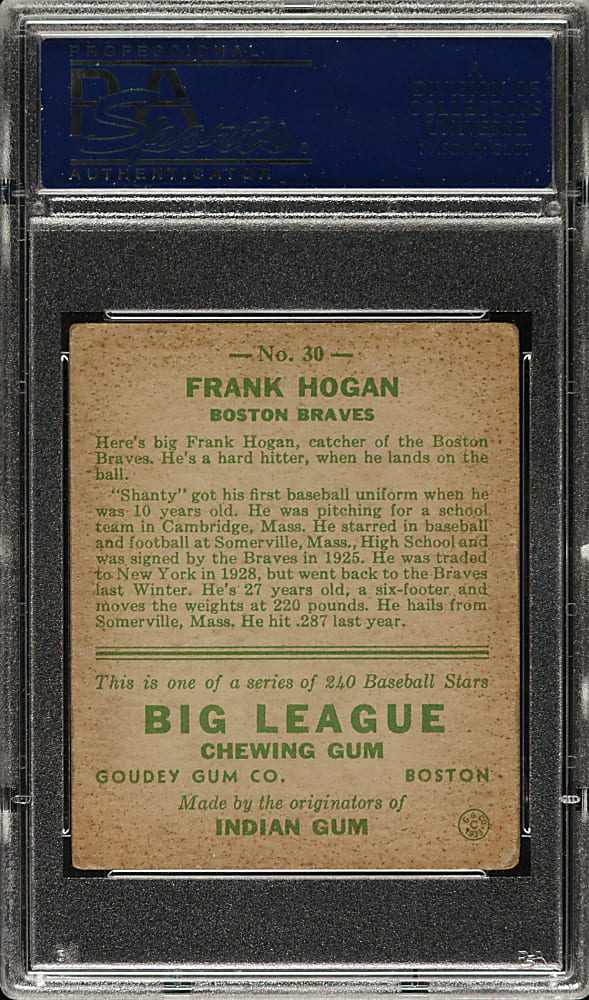 PROFESSIONAL
PSA
Sports
AUTHENTICATOR
A
DIVISION OF
COLLECTORS
UNIVERSE
NASDAQ: CLCT
— No. 30 —
FRANK HOGAN
BOSTON BRAVES
Here's big Frank Hogan, catcher of the Boston
Braves. He's a hard hitter, when he lands on the
ball.
"Shanty" got his first baseball uniform when he
was 10 years old. He was pitching for a school
team in Cambridge, Mass. He starred in baseball
and football at Somerville, Mass., High School and
was signed by the Braves in 1925. He was traded
to New York in 1928, but went back to the Braves
last Winter. He's 27 years old, a six-footer and
moves the weights at 220 pounds. He hails from
Somerville, Mass. He hit .287 last year.
This is one of a series of 240 Baseball Stars
BIG LEAGUE
CHEWING GUM
GOUDEY GUM CO. BOSTON
Made by the originators of
INDIAN GUM
G.G.CO.
C
1933
PSA